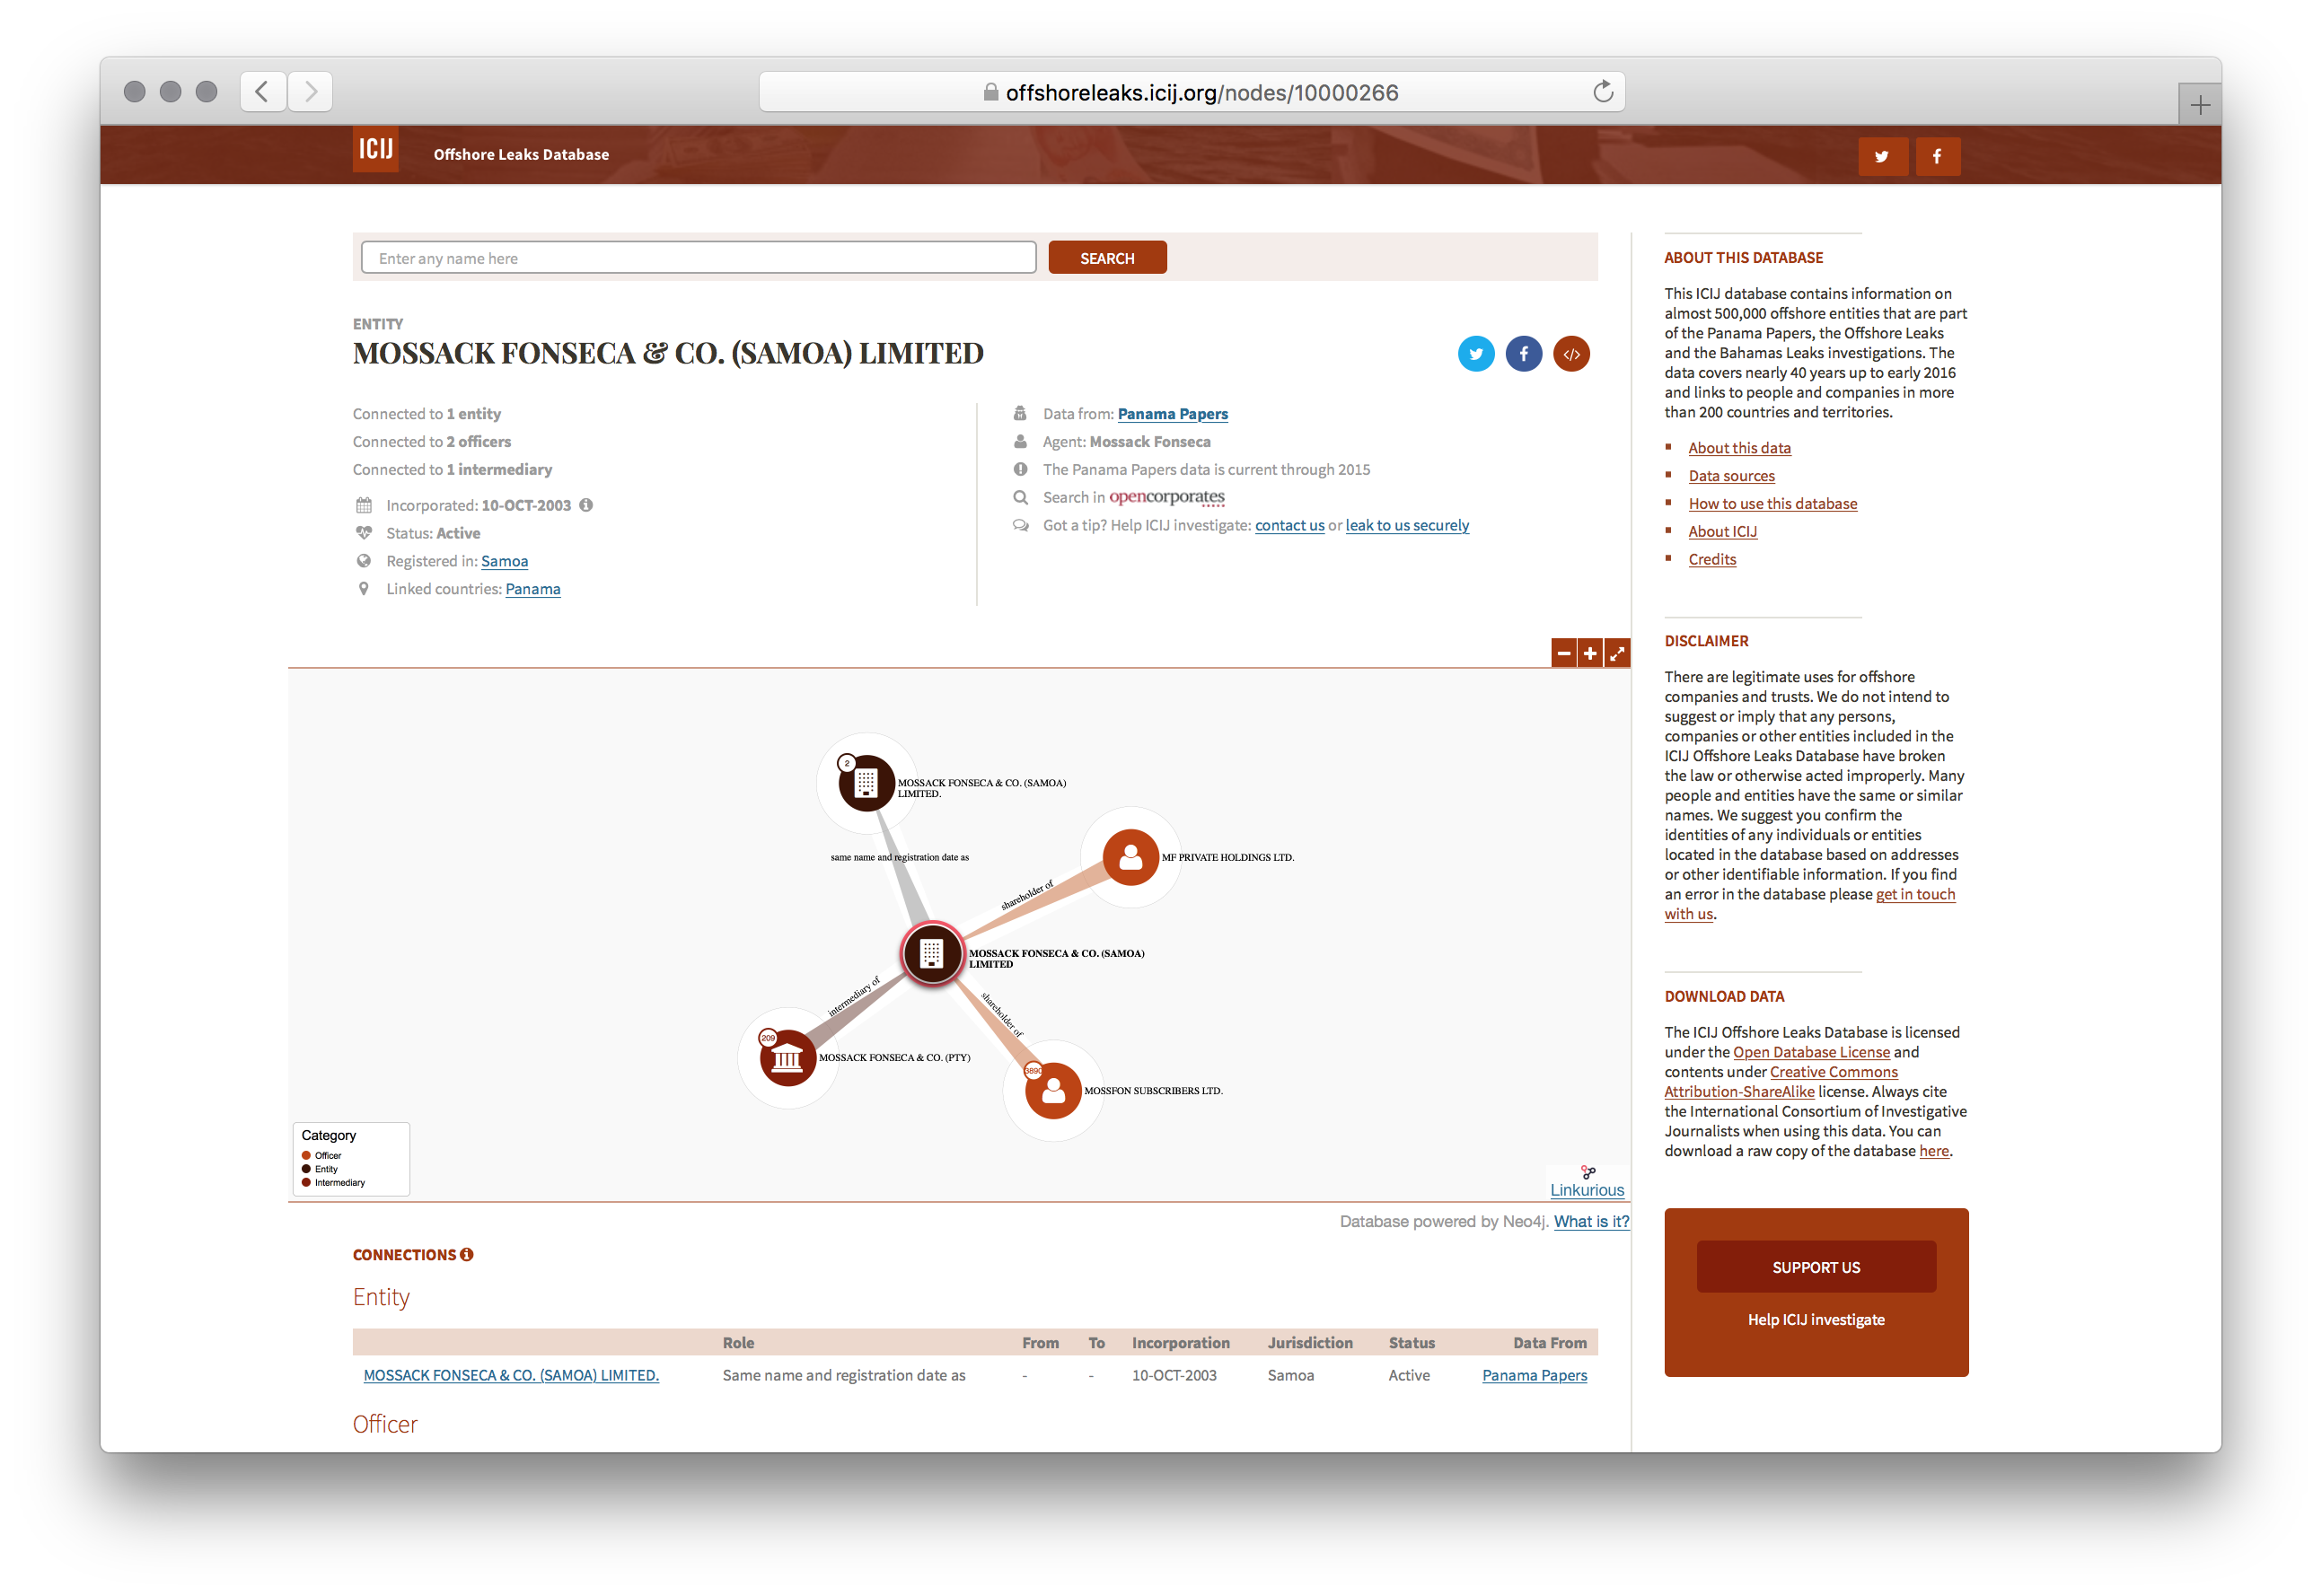 offshoreleaks.icij.org/nodes/10000266
ICIJ
Offshore Leaks Database
Enter any name here
SEARCH
ENTITY
MOSSACK FONSECA & CO. (SAMOA) LIMITED
Connected to 1 entity
Connected to 2 officers
Connected to 1 intermediary
Incorporated: 10-OCT-2003
Status: Active
Registered in: Samoa
Linked countries: Panama
Data from: Panama Papers
Agent: Mossack Fonseca
The Panama Papers data is current through 2015
Search in opencorporates
Got a tip? Help ICIJ investigate: contact us or leak to us securely
2
MOSSACK FONSECA & CO. (SAMOA)
LIMITED.
same name and registration date as
MF PRIVATE HOLDINGS LTD.
shareholder of
MOSSACK FONSECA & CO. (SAMOA)
LIMITED
intermediary of
shareholder of
209
MOSSACK FONSECA & CO. (PTY)
3890
MOSSFON SUBSCRIBERS LTD.
Category
Officer
Entity
Intermediary
Linkurious
Database powered by Neo4j. What is it?
CONNECTIONS
Entity
Role From To Incorporation Jurisdiction Status Data From
MOSSACK FONSECA & CO. (SAMOA) LIMITED. Same name and registration date as - - 10-OCT-2003 Samoa Active Panama Papers
Officer
ABOUT THIS DATABASE
This ICIJ database contains information on
almost 500,000 offshore entities that are part
of the Panama Papers, the Offshore Leaks
and the Bahamas Leaks investigations. The
data covers nearly 40 years up to early 2016
and links to people and companies in more
than 200 countries and territories.
About this data
Data sources
How to use this database
About ICIJ
Credits
DISCLAIMER
There are legitimate uses for offshore
companies and trusts. We do not intend to
suggest or imply that any persons,
companies or other entities included in the
ICIJ Offshore Leaks Database have broken
the law or otherwise acted improperly. Many
people and entities have the same or similar
names. We suggest you confirm the
identities of any individuals or entities
located in the database based on addresses
or other identifiable information. If you find
an error in the database please get in touch
with us.
DOWNLOAD DATA
The ICIJ Offshore Leaks Database is licensed
under the Open Database License and
contents under Creative Commons
Attribution-ShareAlike license. Always cite
the International Consortium of Investigative
Journalists when using this data. You can
download a raw copy of the database here.
SUPPORT US
Help ICIJ investigate